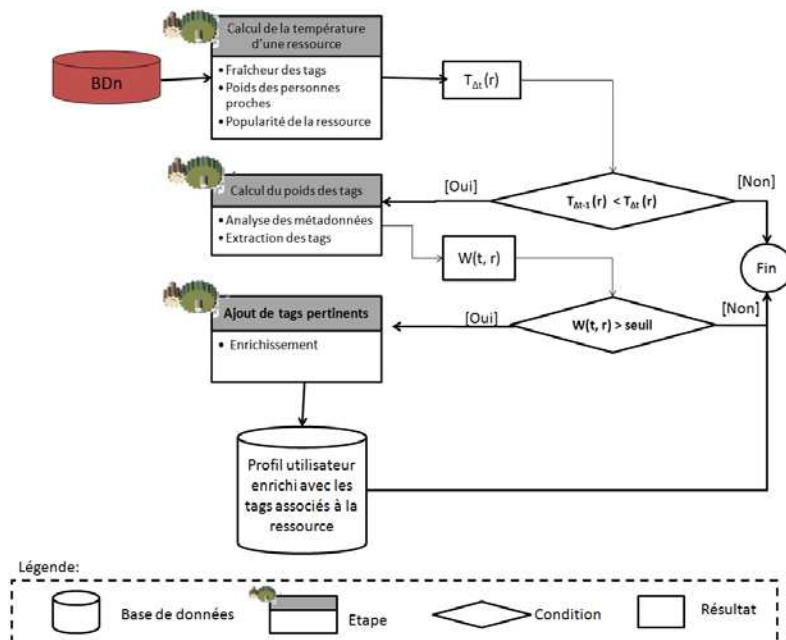 Calcul de la température
d'une ressource
BDn
• Fraîcheur des tags
• Poids des personnes
proches
• Popularité de la ressource
TΔt(r)
Calcul du poids des tags
[Oui]
TΔt-1(r) < TΔt(r)
[Non]
• Analyse des métadonnées
• Extraction des tags
W(t, r)
Fin
Ajout de tags pertinents
[Oui]
W(t, r) > seuil
[Non]
• Enrichissement
Profil utilisateur
enrichi avec les
tags associés à la
ressource
Légende:
Base de données
Etape
Condition
Résultat